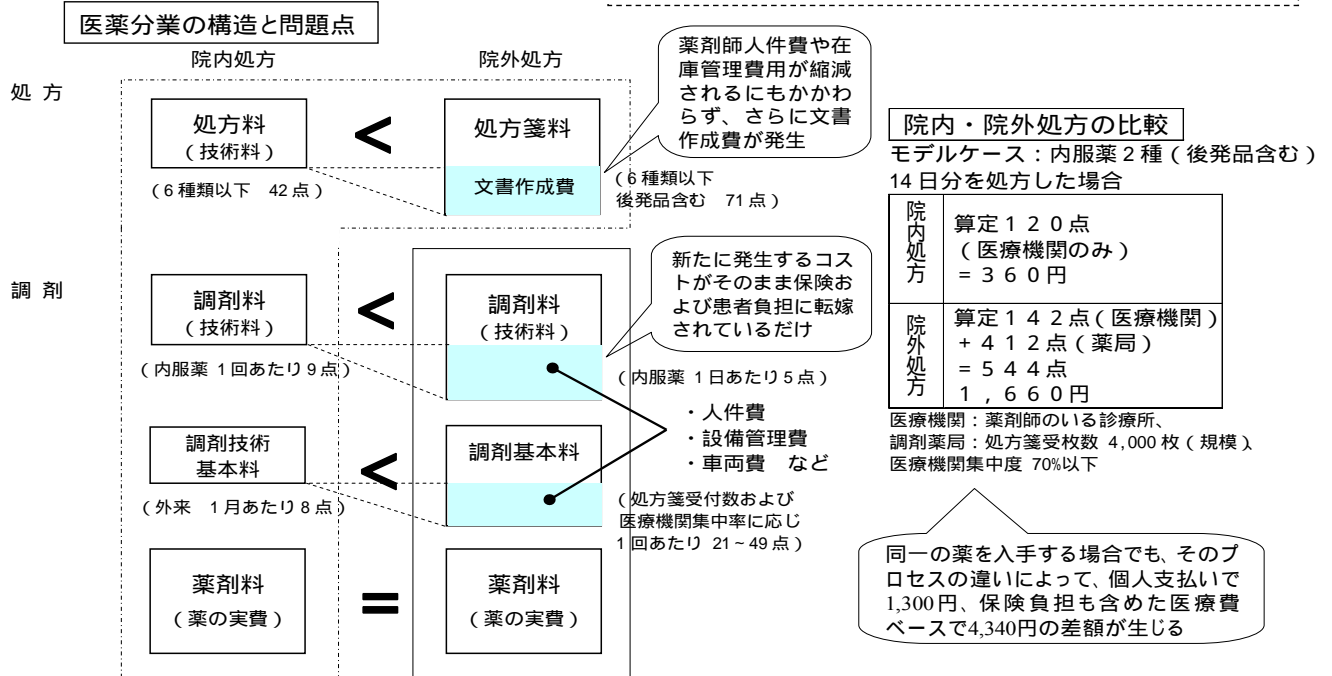 医薬分業の構造と問題点
院内処方
院外処方
処 方
処方料
(技術料)
<
処方箋料
文書作成費
(6種類以下 42点)
(6種類以下
後発品含む 71点)
薬剤師人件費や在
庫管理費用が縮減
されるにもかかわ
らず、さらに文書
作成費が発生
調 剤
調剤料
(技術料)
<
調剤料
(技術料)
(内服薬 1回あたり9点)
(内服薬 1日あたり5点)
新たに発生するコス
トがそのまま保険お
よび患者負担に転嫁
されているだけ
・人件費
・設備管理費
・車両費 など
調剤技術
基本料
<
調剤基本料
(外来 1月あたり8点)
(処方箋受付数および
医療機関集中率に応じ
1回あたり 21~49点)
薬剤料
(薬の実費)
=
薬剤料
(薬の実費)
院内・院外処方の比較
モデルケース:内服薬2種(後発品含む)
14日分を処方した場合
院内処方
算定120点
(医療機関のみ)
=360円
院外処方
算定142点(医療機関)
+412点(薬局)
=544点
1,660円
医療機関:薬剤師のいる診療所、
調剤薬局:処方箋受枚数 4,000枚(規模)、
医療機関集中度 70%以下
同一の薬を入手する場合でも、そのプ
ロセスの違いによって、個人支払いで
1,300円、保険負担も含めた医療費
ベースで4,340円の差額が生じる